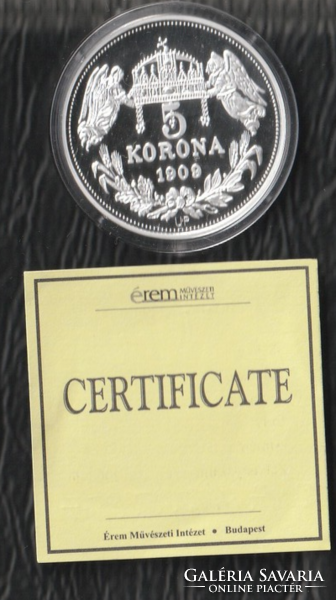 5
KORONA
1909
UP
érem MŰVÉSZETI
INTÉZET
CERTIFICATE
Érem Művészeti Intézet • Budapest
GALÉRIA SAVARIA
ONLINE PIACTÉR